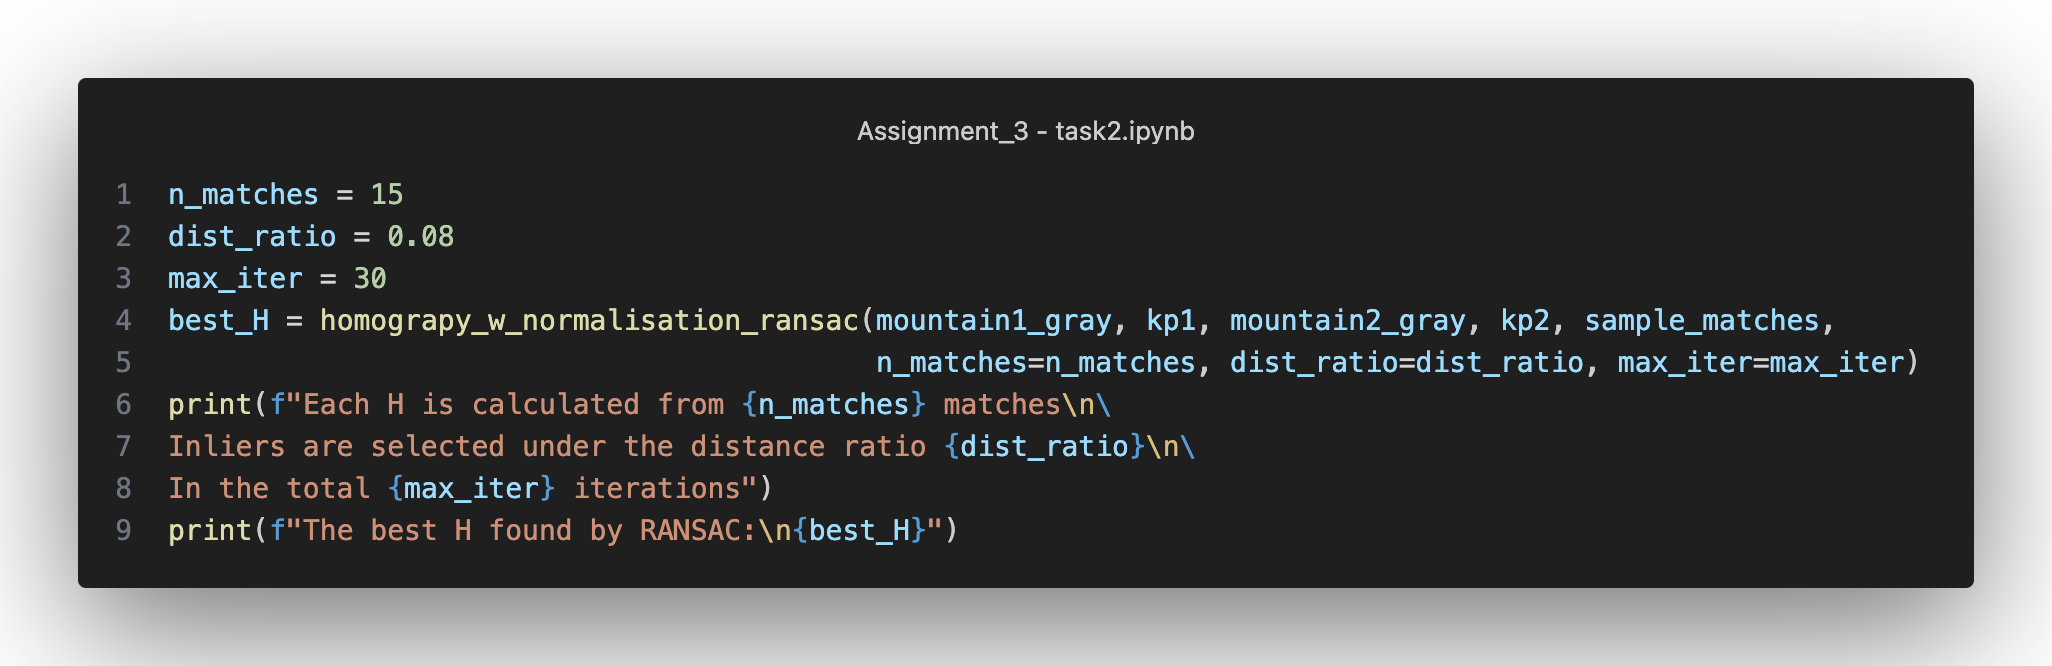 Assignment_3 - task2.ipynb
1 n_matches = 15
2 dist_ratio = 0.08
3 max_iter = 30
4 best_H = homograpy_w_normalisation_ransac(mountain1_gray, kp1, mountain2_gray, kp2, sample_matches,
5                                           n_matches=n_matches, dist_ratio=dist_ratio, max_iter=max_iter)
6 print(f"Each H is calculated from {n_matches} matches\n\
7 Inliers are selected under the distance ratio {dist_ratio}\n\
8 In the total {max_iter} iterations")
9 print(f"The best H found by RANSAC:\n{best_H}")